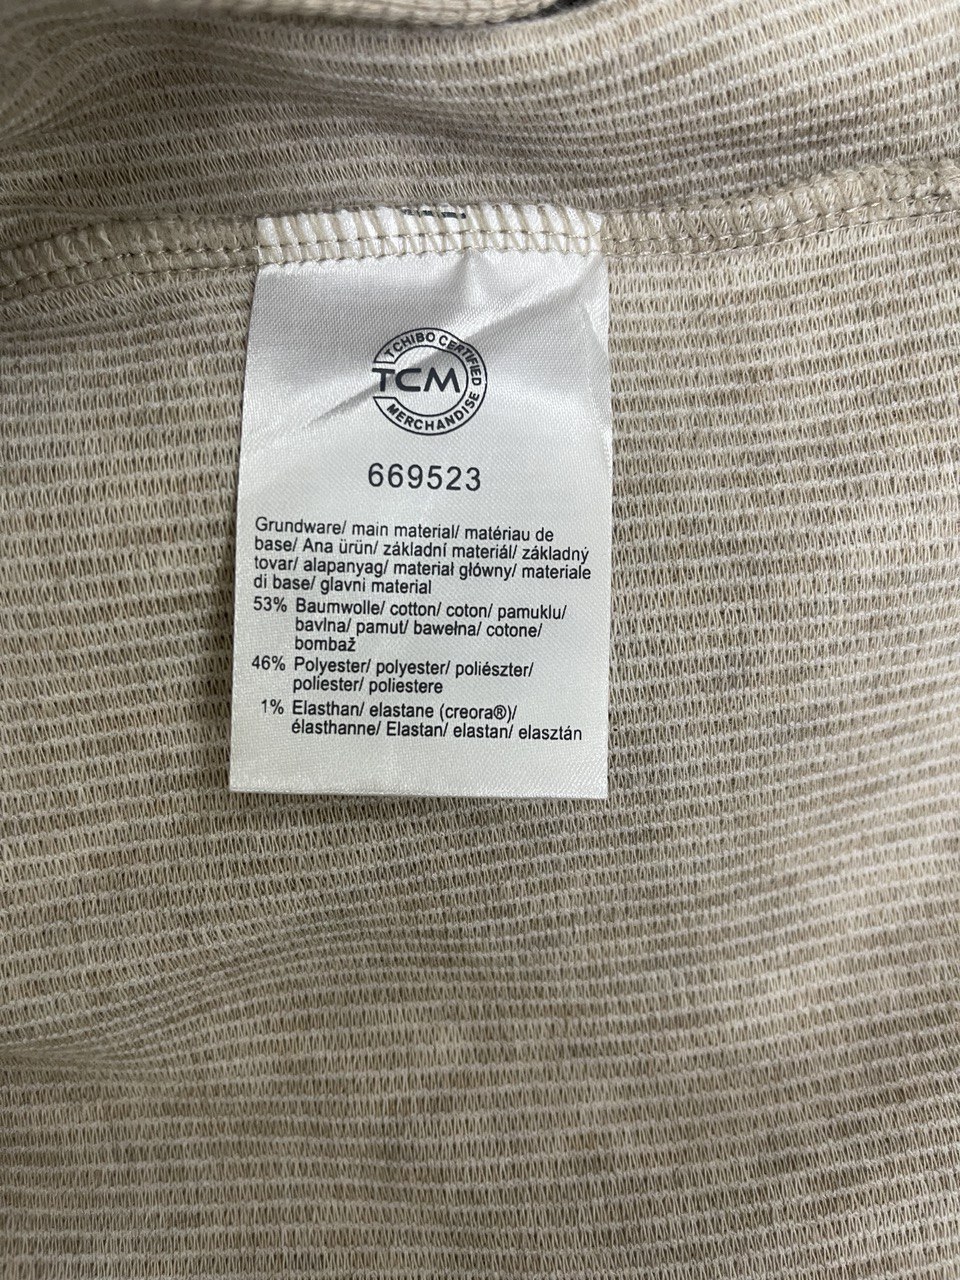 TCHIBO CERTIFIED
TCM
MERCHANDISE
669523
Grundware/ main material/ matériau de
base/ Ana ürün/ základní materiál/ základný
tovar/ alapanyag/ materiał główny/ materiale
di base/ glavni material
53% Baumwolle/ cotton/ coton/ pamuklu/
bavlna/ pamut/ bawełna/ cotone/
bombaž
46% Polyester/ polyester/ poliészter/
poliester/ poliestere
1% Elasthan/ elastane (creora®)/
élasthanne/ Elastan/ elastan/ elasztán